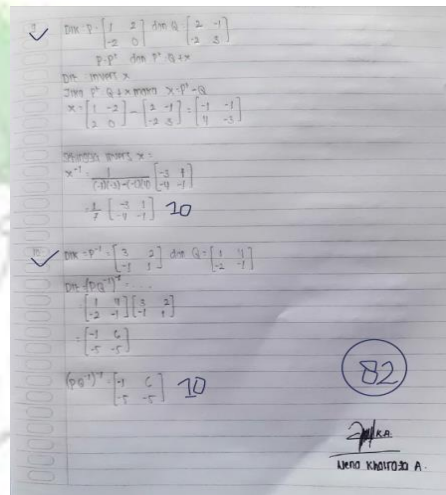 9. Dik P = [1 2 -2 0] dan Q [2 -1 -2 3]
P = P^t dan P^t = Q + x
Dit invers x
Jwb P^t = Q + x maka x = P^t - Q
x = [1 -2 2 0] - [2 -1 -2 3] = [-1 -1 4 -3]
Sehingga invers x =
x^-1 = 1 / (-1)(-3)-(-1)(4) [-3 1 -4 -1]
= 1/7 [-3 1 -4 -1] 10
10. Dik = P^-1 = [3 2 -1 1] dan Q = [1 4 -2 -1]
Dit = (PQ^-1)^-1 = ...
[1 4 -2 -1] [3 2 -1 1]
= [-1 6 -5 -5]
(PQ^-1)^-1 = [-1 6 -5 -5] 10
82
K.A.
Nena Khoiroza A.